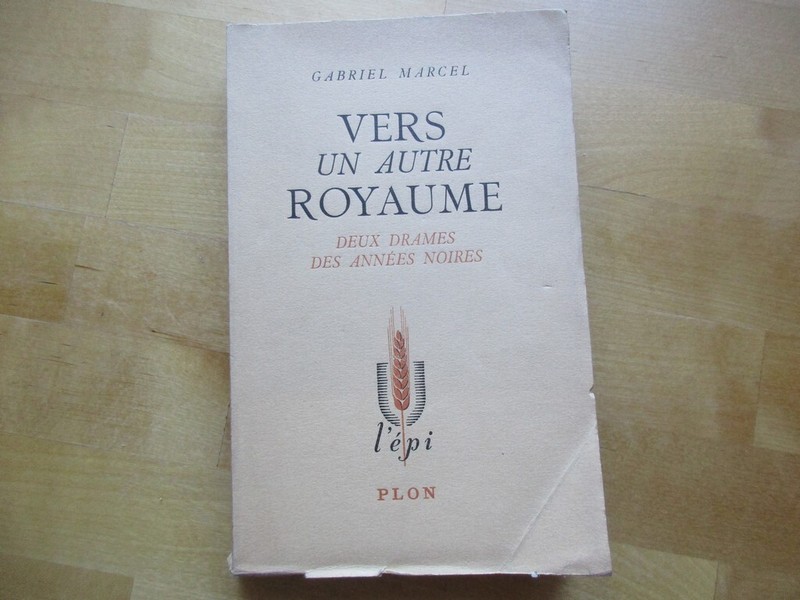 GABRIEL MARCEL
VERS
UN AUTRE
ROYAUME
DEUX DRAMES
DES ANNÉES NOIRES
l'épi
PLON